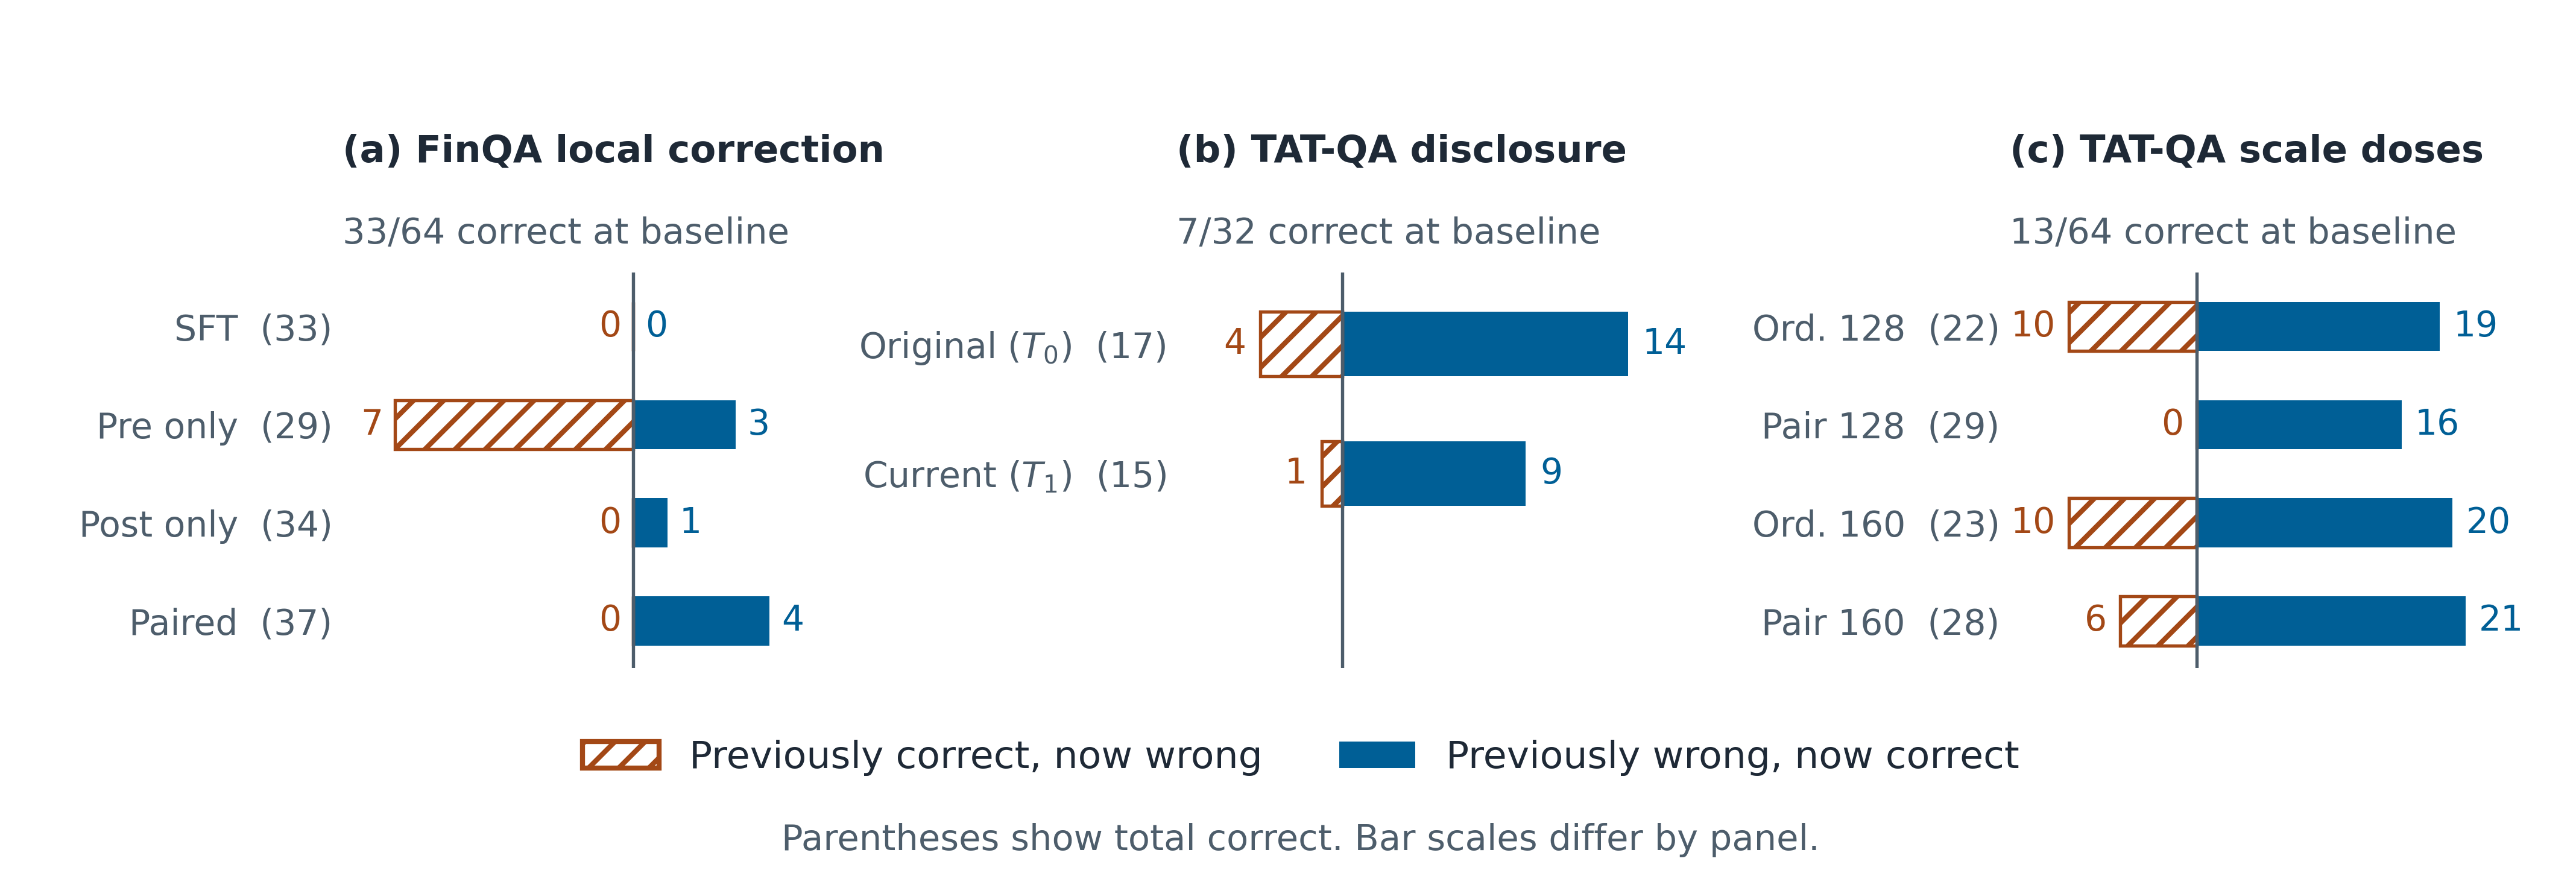 (a) FinQA local correction
33/64 correct at baseline
SFT (33) 0 0
Pre only (29) 7 3
Post only (34) 0 1
Paired (37) 0 4
(b) TAT-QA disclosure
7/32 correct at baseline
Original (T₀) (17) 4 14
Current (T₁) (15) 1 9
(c) TAT-QA scale doses
13/64 correct at baseline
Ord. 128 (22) 10 19
Pair 128 (29) 0 16
Ord. 160 (23) 10 20
Pair 160 (28) 6 21
Previously correct, now wrong
Previously wrong, now correct
Parentheses show total correct. Bar scales differ by panel.